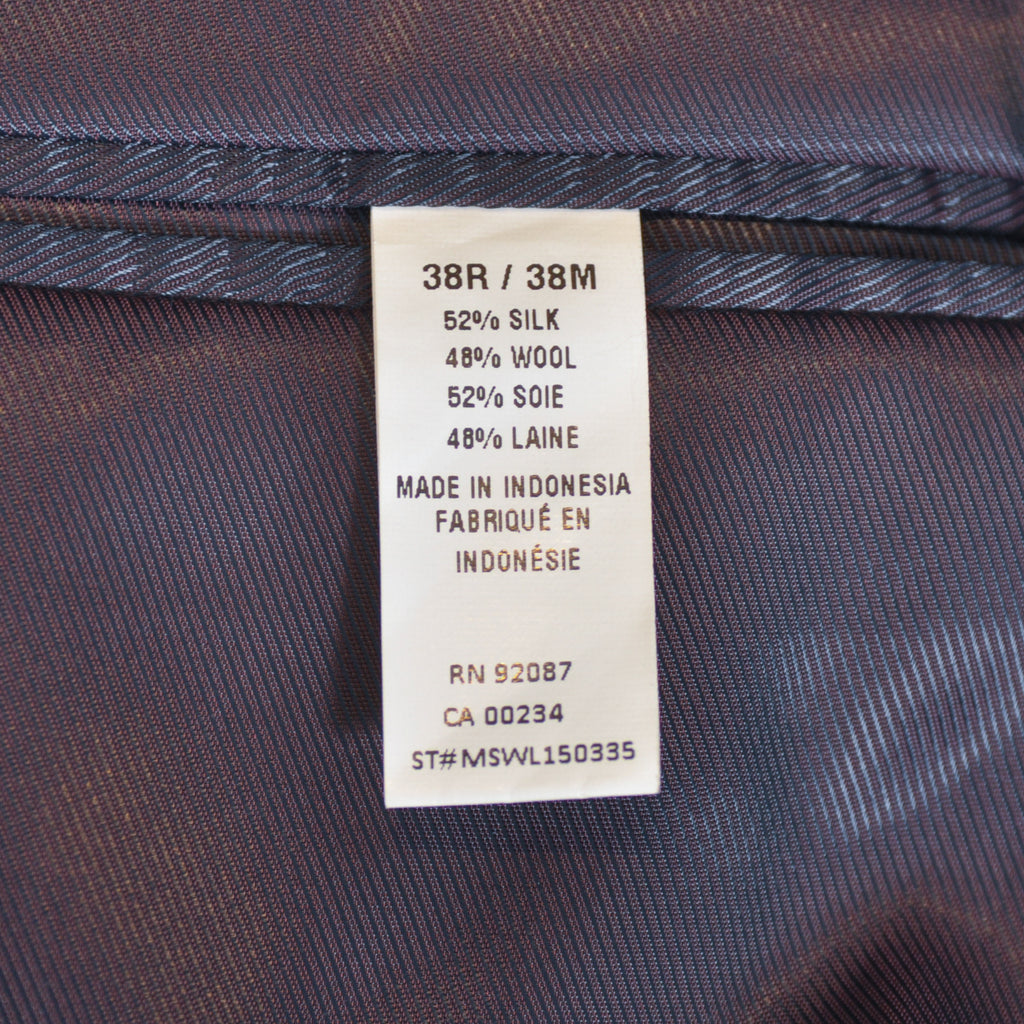 38R / 38M
52% SILK
48% WOOL
52% SOIE
48% LAINE
MADE IN INDONESIA
FABRIQUÉ EN
INDONÉSIE
RN 92087
CA 00234
ST#MSWL150335